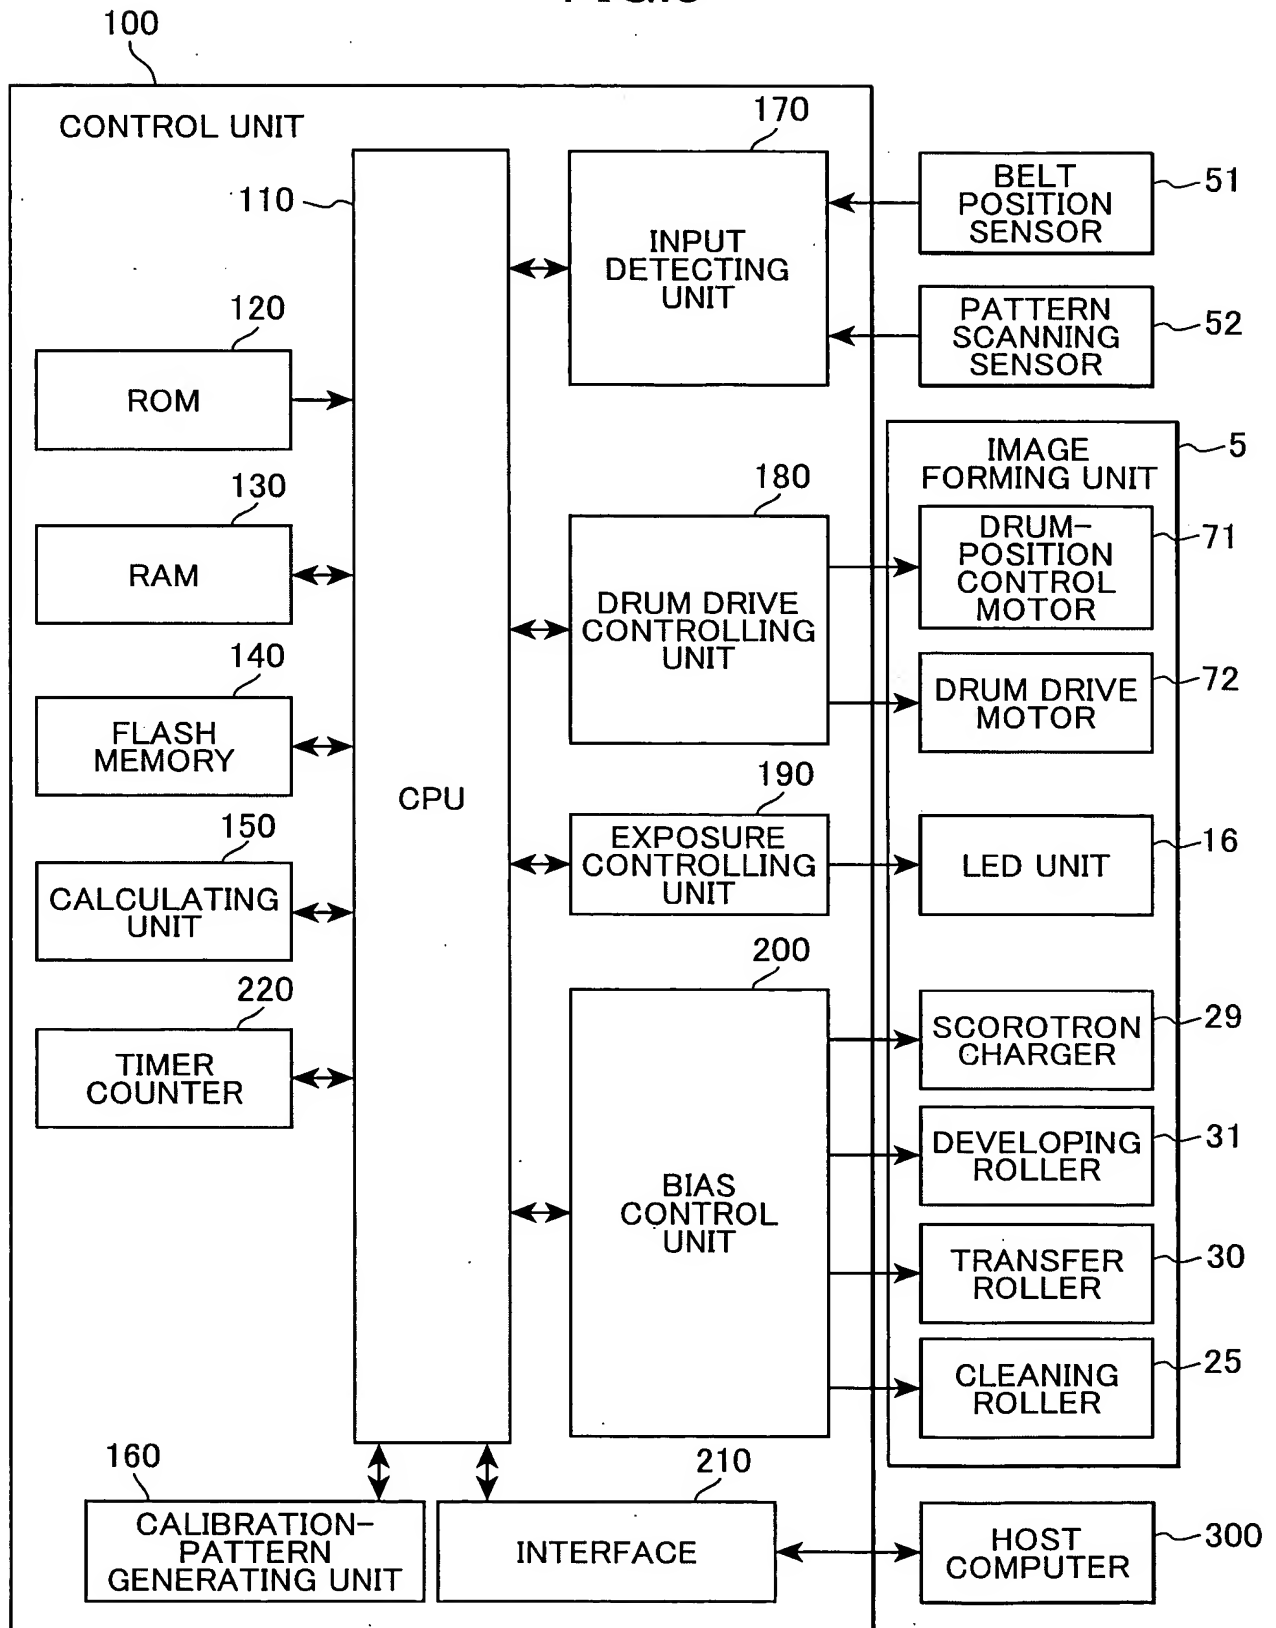 100
CONTROL UNIT
110
CPU
120
ROM
130
RAM
140
FLASH
MEMORY
150
CALCULATING
UNIT
220
TIMER
COUNTER
160
CALIBRATION-
PATTERN
GENERATING UNIT
210
INTERFACE
170
INPUT
DETECTING
UNIT
180
DRUM DRIVE
CONTROLLING
UNIT
190
EXPOSURE
CONTROLLING
UNIT
200
BIAS
CONTROL
UNIT
BELT
POSITION
SENSOR
51
PATTERN
SCANNING
SENSOR
52
IMAGE
FORMING UNIT
5
DRUM-
POSITION
CONTROL
MOTOR
71
DRUM DRIVE
MOTOR
72
LED UNIT
16
SCOROTRON
CHARGER
29
DEVELOPING
ROLLER
31
TRANSFER
ROLLER
30
CLEANING
ROLLER
25
HOST
COMPUTER
300